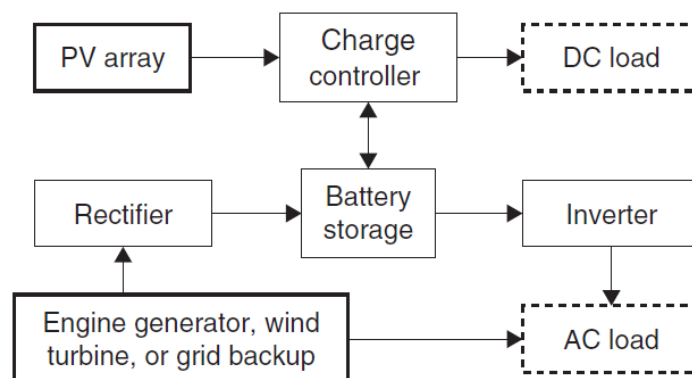 PV array
Charge
controller
DC load
Rectifier
Battery
storage
Inverter
Engine generator, wind
turbine, or grid backup
AC load